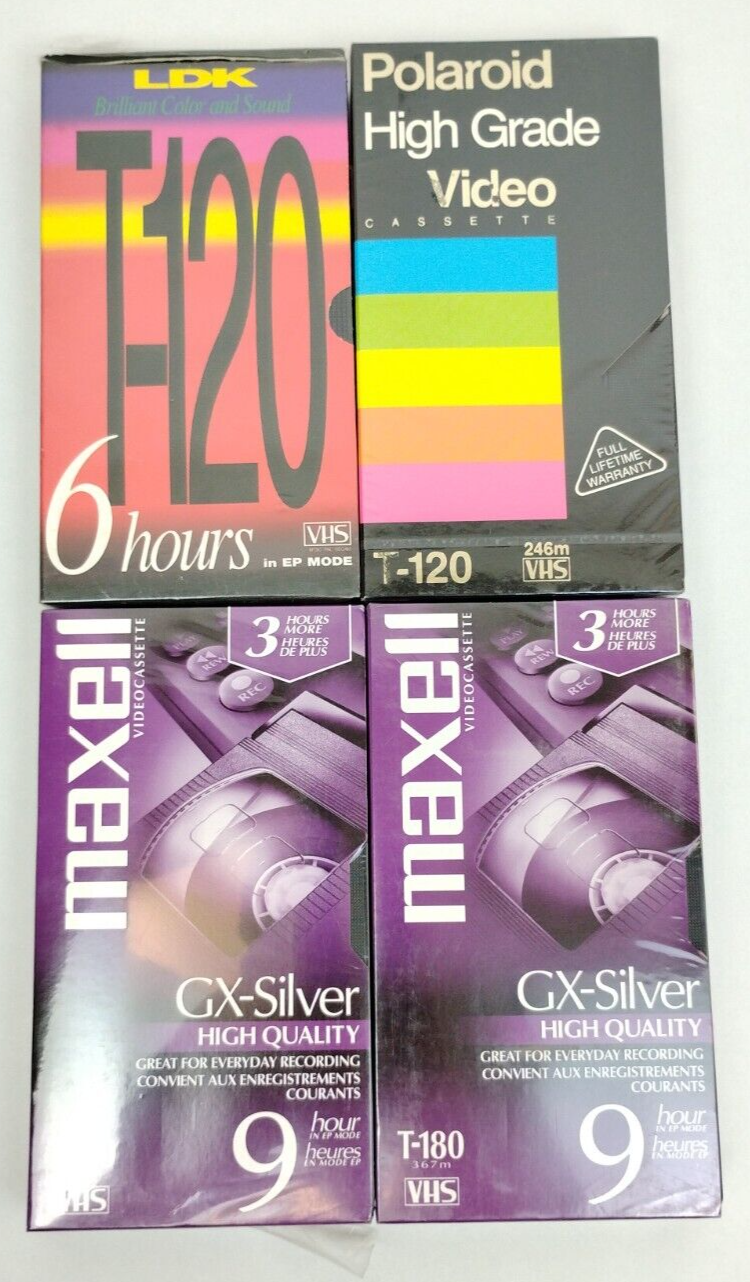 LDK
Brilliant Color and Sound
T-120
6 hours
in EP MODE
VHS
Polaroid
High Grade
Video
CASSETTE
FULL
LIFETIME
WARRANTY
T-120
246m
VHS
maxell
VIDEOCASSETTE
3 HOURS
MORE
HEURES
DE PLUS
PLAY
REW
REC
GX-Silver
HIGH QUALITY
GREAT FOR EVERYDAY RECORDING
CONVIENT AUX ENREGISTREMENTS
COURANTS
9 hour
IN EP MODE
heures
EN MODE EP
VHS
maxell
VIDEOCASSETTE
3 HOURS
MORE
HEURES
DE PLUS
PLAY
REW
REC
GX-Silver
HIGH QUALITY
GREAT FOR EVERYDAY RECORDING
CONVIENT AUX ENREGISTREMENTS
COURANTS
T-180
367m
VHS
9 hour
IN EP MODE
heures
EN MODE EP